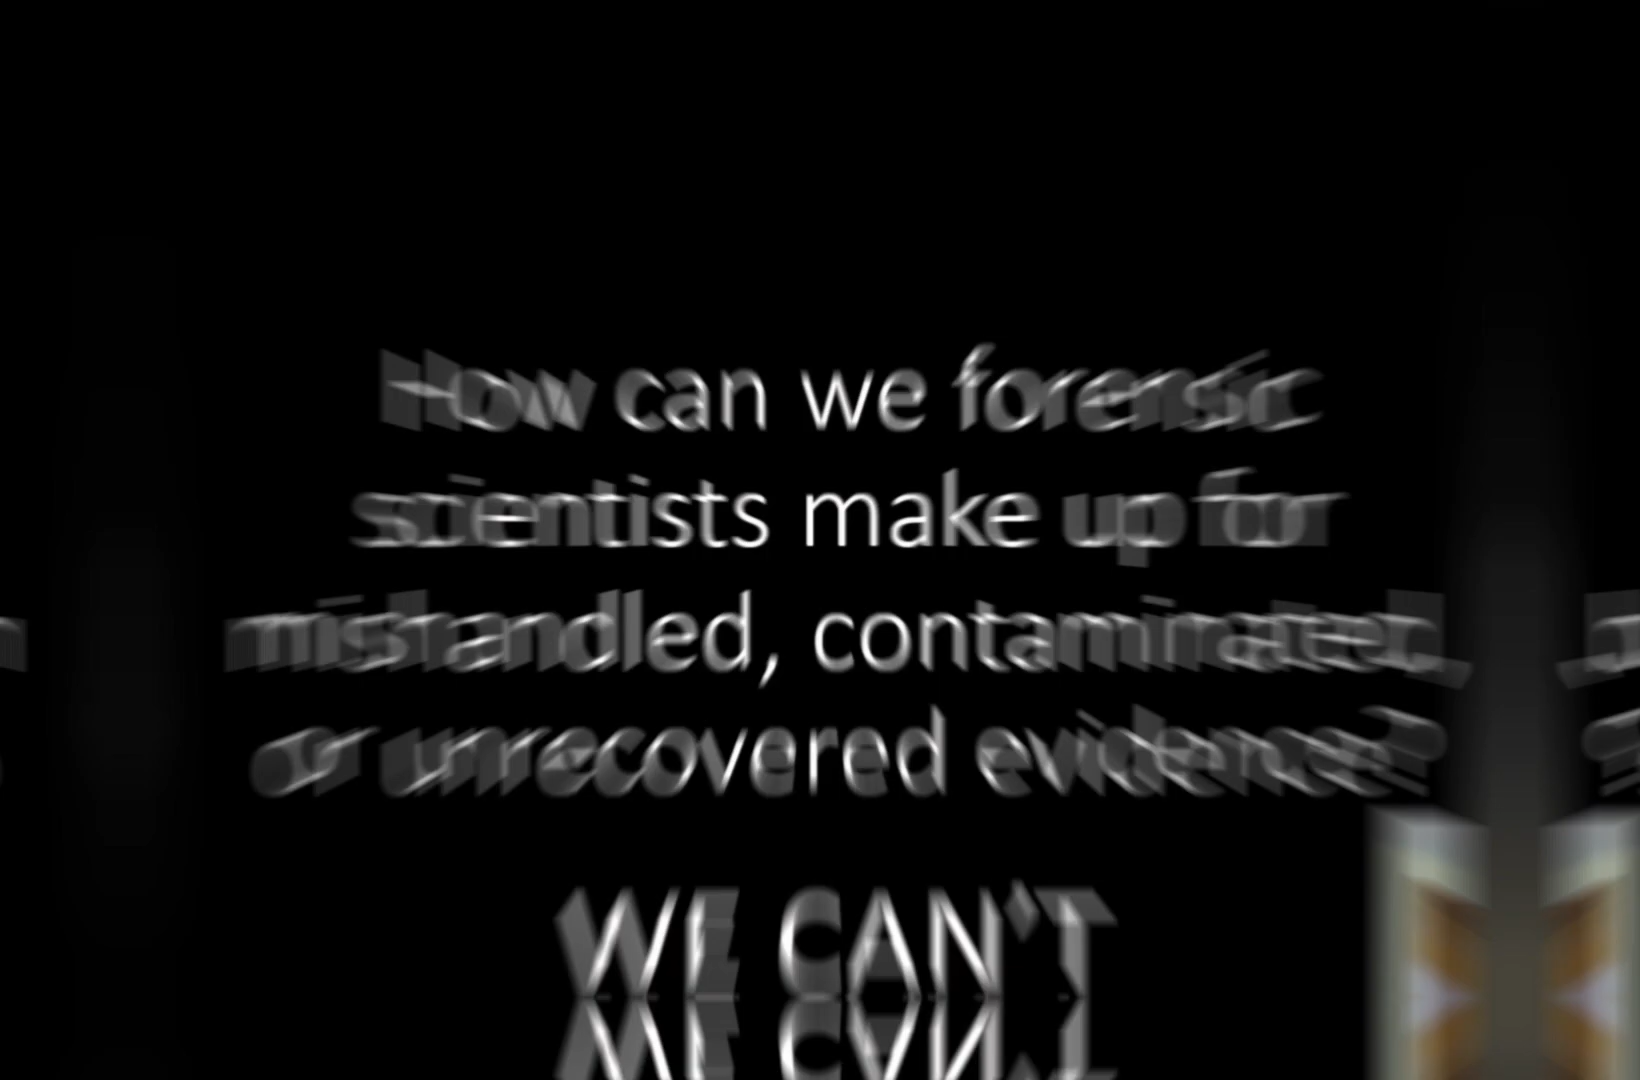 How can we forensic
scientists make up for
mishandled, contaminated,
or unrecovered evidence?
WE CAN'T